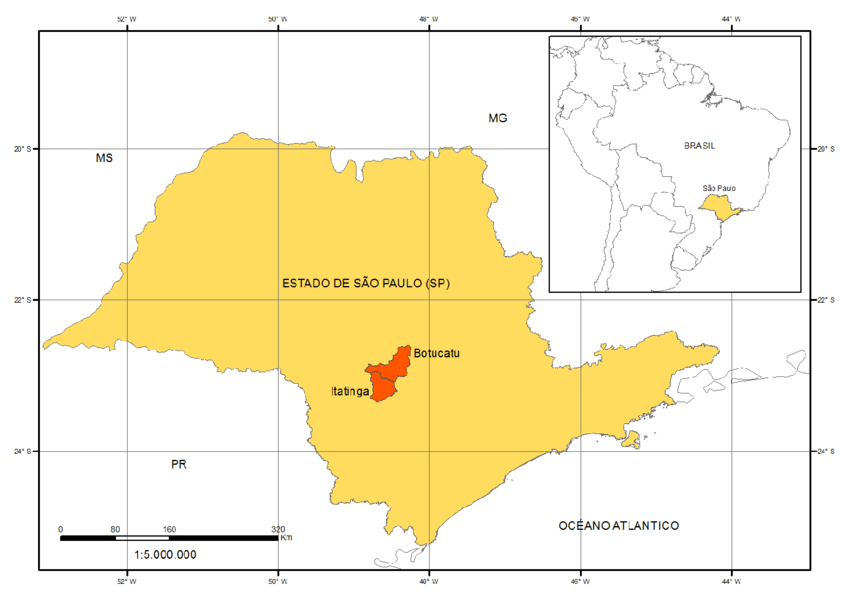 52° W 50° W 48° W 46° W 44° W
MG
BRASIL
20° S
20° S
MS
São Paulo
ESTADO DE SÃO PAULO (SP)
22° S
22° S
Botucatu
Itatinga
24° S
24° S
PR
OCÉANO ATLANTICO
0 80 160 320
Km
1:5.000.000
52° W 50° W 48° W 46° W 44° W